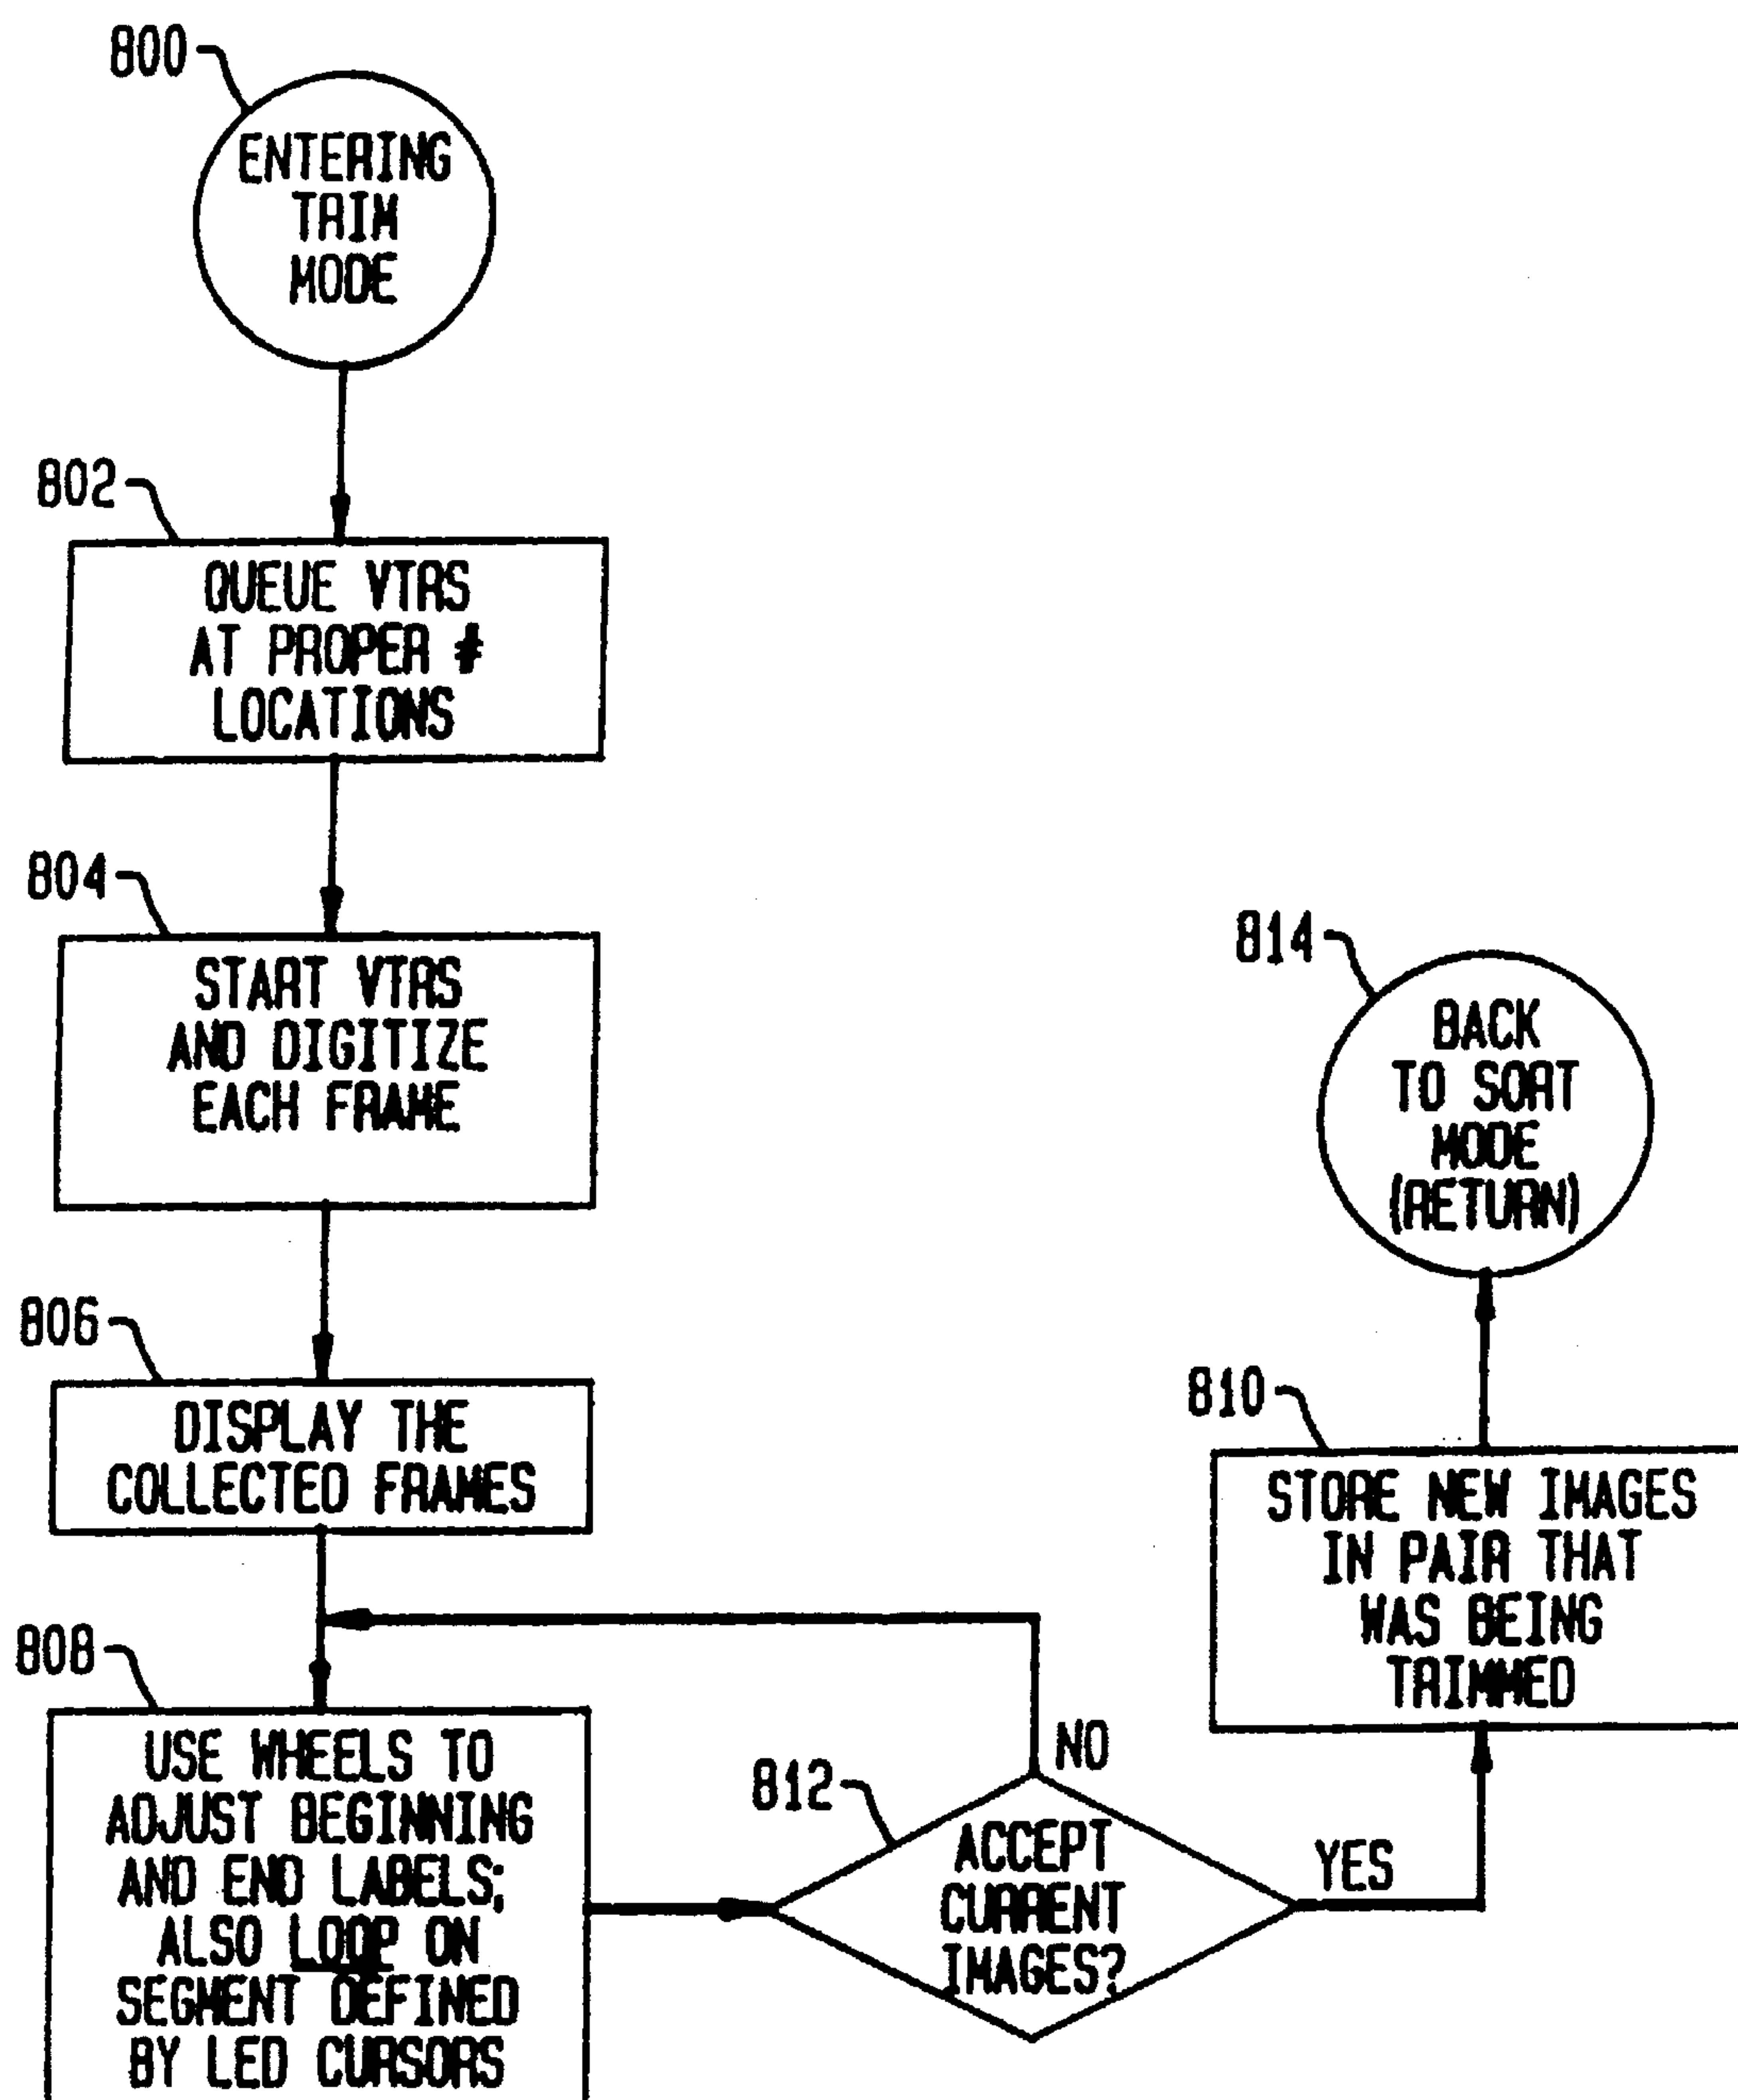 800
ENTERING
TRIM
MODE
802
QUEUE VTRS
AT PROPER #
LOCATIONS
804
START VTRS
AND DIGITIZE
EACH FRAME
806
DISPLAY THE
COLLECTED FRAMES
808
USE WHEELS TO
ADJUST BEGINNING
AND END LABELS;
ALSO LOOP ON
SEGMENT DEFINED
BY LED CURSORS
812
ACCEPT
CURRENT
IMAGES?
NO
YES
810
STORE NEW IMAGES
IN PAIR THAT
WAS BEING
TRIMMED
814
BACK
TO SORT
MODE
(RETURN)